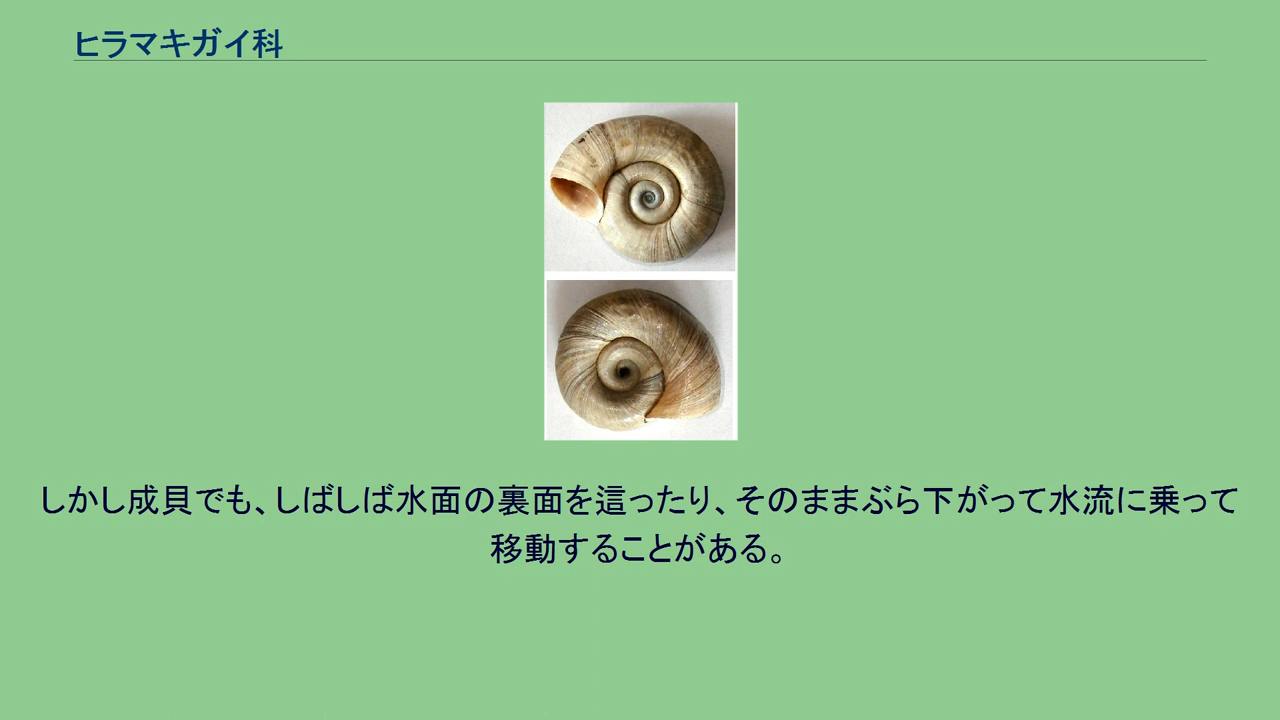 ヒラマキガイ科
しかし成貝でも、しばしば水面の裏面を這ったり、そのままぶら下がって水流に乗って
移動することがある。